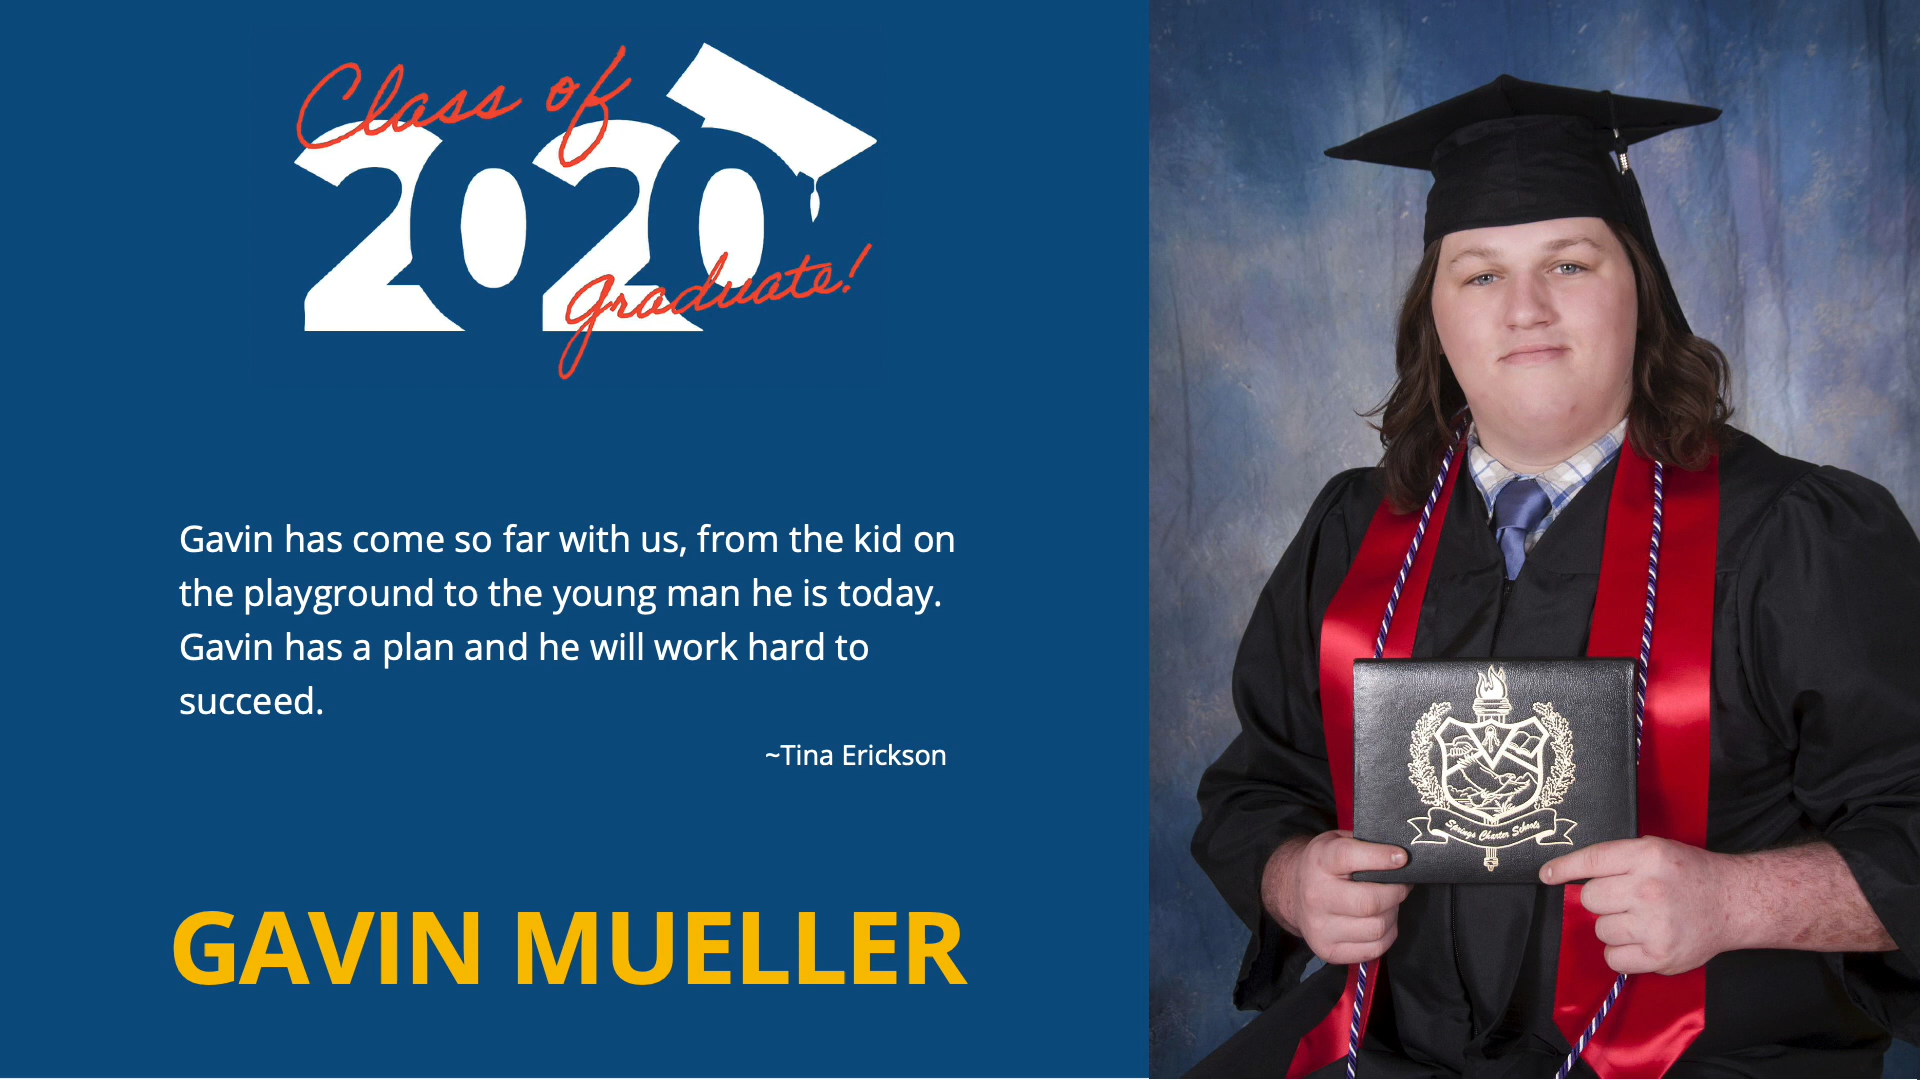 Class of
2020
graduate!
Gavin has come so far with us, from the kid on
the playground to the young man he is today.
Gavin has a plan and he will work hard to
succeed.
~Tina Erickson
GAVIN MUELLER
Springs Charter Schools